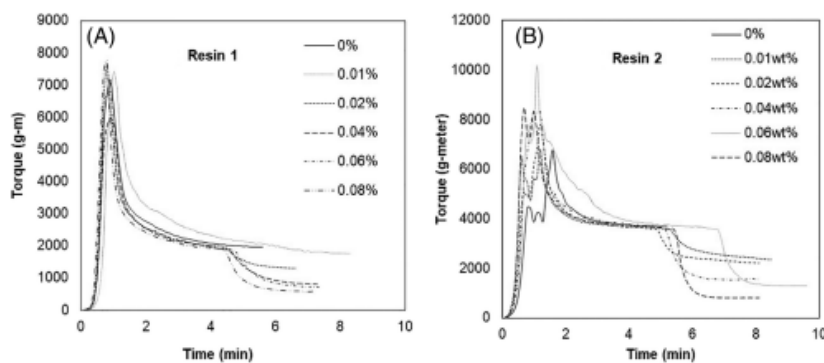 (A)
Resin 1
Torque (g-m)
9000
8000
7000
6000
5000
4000
3000
2000
1000
0
0 2 4 6 8 10
Time (min)
0%
0.01%
0.02%
0.04%
0.06%
0.08%
(B)
Resin 2
Torque (g-meter)
12000
10000
8000
6000
4000
2000
0
0 2 4 6 8 10
Time (min)
0%
0.01wt%
0.02wt%
0.04wt%
0.06wt%
0.08wt%